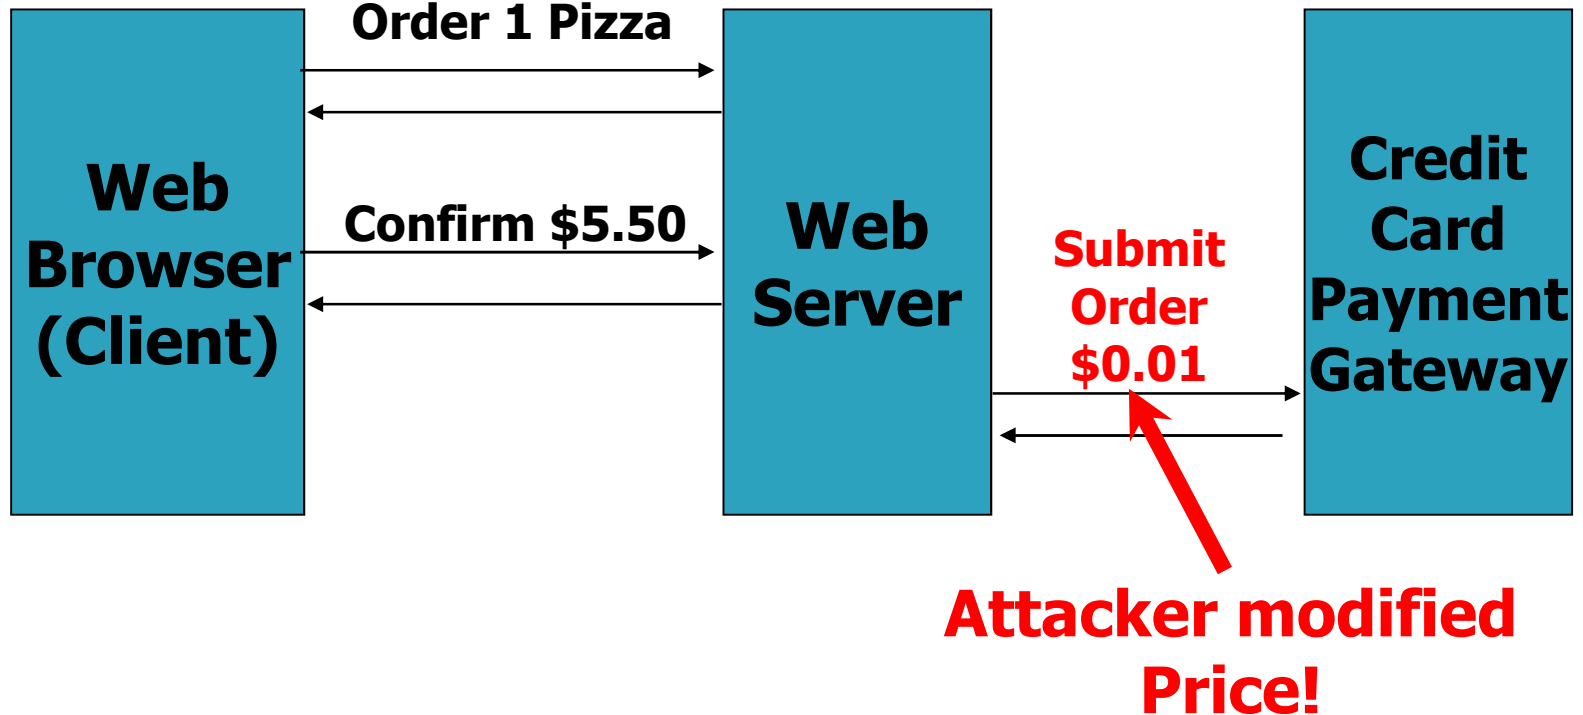 Order 1 Pizza
Web
Browser
(Client)
Confirm $5.50
Web
Server
Submit
Order
$0.01
Credit
Card
Payment
Gateway
Attacker modified
Price!